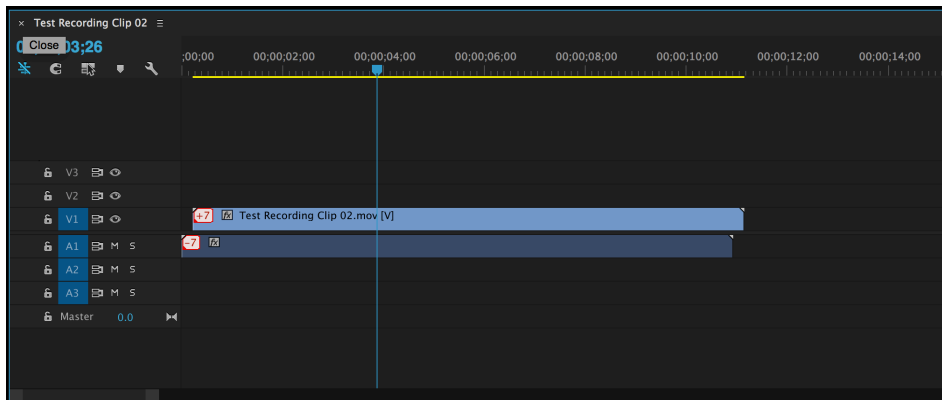 × Test Recording Clip 02
Close 03;26
;00;00 00;00;02;00 00;00;04;00 00;00;06;00 00;00;08;00 00;00;10;00 00;00;12;00 00;00;14;00
V3
V2
V1 +7 fx Test Recording Clip 02.mov [V]
A1 M S -7 fx
A2 M S
A3 M S
Master 0.0